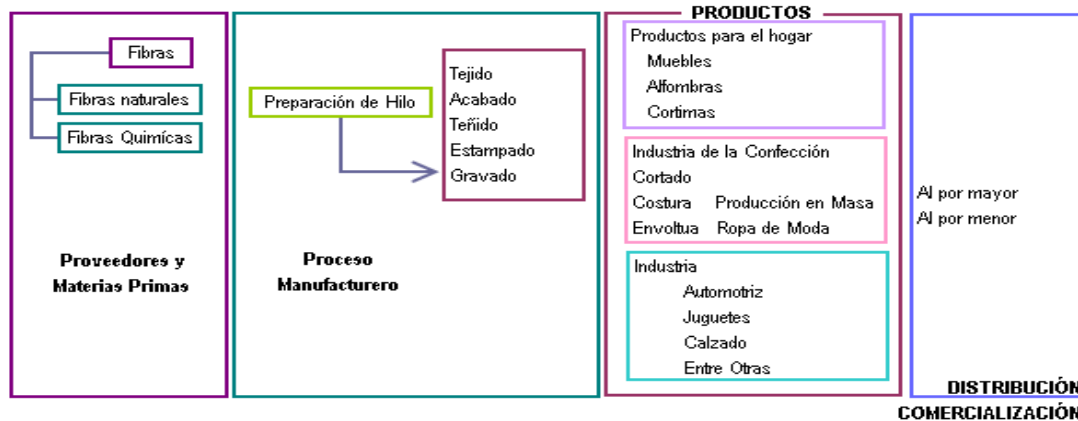 Fibras
Fibras naturales
Fibras Quimícas
Proveedores y
Materias Primas
Preparación de Hilo
Tejido
Acabado
Teñido
Estampado
Gravado
Proceso
Manufacturero
PRODUCTOS
Productos para el hogar
Muebles
Alfombras
Cortimas
Industria de la Confección
Cortado
Costura Producción en Masa
Envoltua Ropa de Moda
Industria
Automotriz
Juguetes
Calzado
Entre Otras
Al por mayor
Al por menor
DISTRIBUCIÓN
COMERCIALIZACIÓN